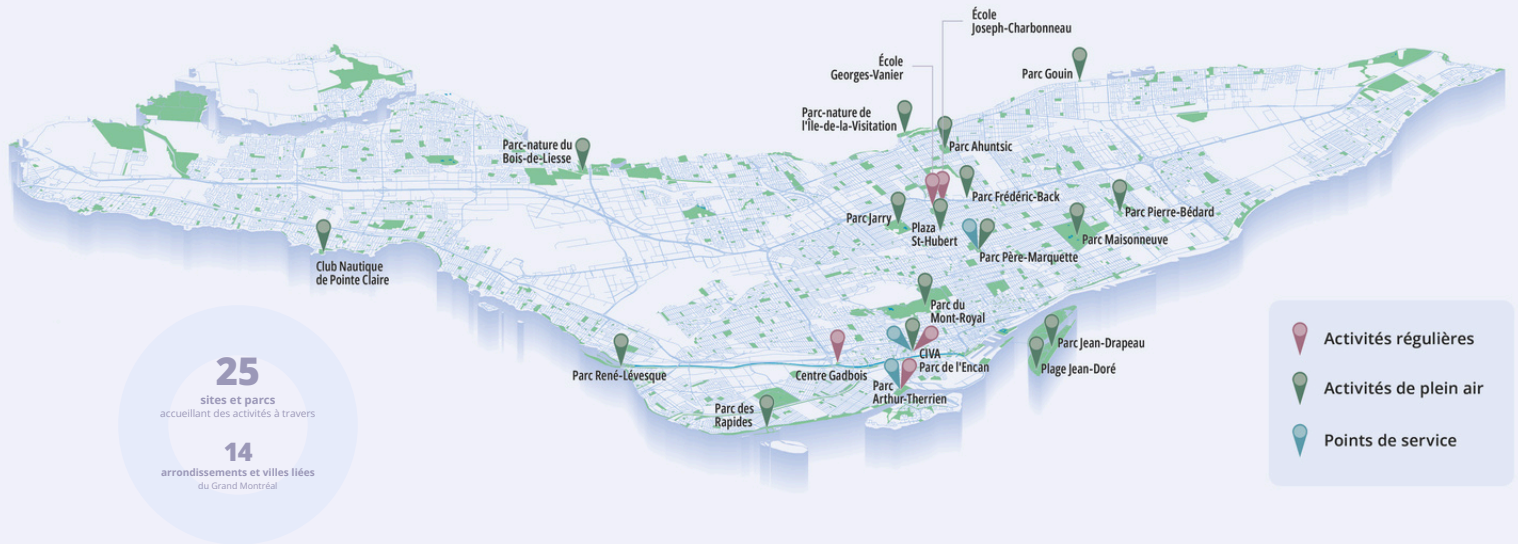 École
Joseph-Charbonneau
École
Georges-Vanier
Parc Gouin
Parc-nature de
l'Île-de-la-Visitation
Parc Ahuntsic
Parc-nature du
Bois-de-Liesse
Parc Frédéric-Back
Parc Jarry
Plaza
St-Hubert
Parc Pierre-Bédard
Parc Maisonneuve
Parc Père-Marquette
Club Nautique
de Pointe Claire
Parc du
Mont-Royal
CIVA
Parc de l'Encan
Parc Jean-Drapeau
Plage Jean-Doré
Parc René-Lévesque
Centre Gadbois
Parc
Arthur-Therrien
Parc des
Rapides
25
sites et parcs
accueillant des activités à travers
14
arrondissements et villes liées
du Grand Montréal
Activités régulières
Activités de plein air
Points de service